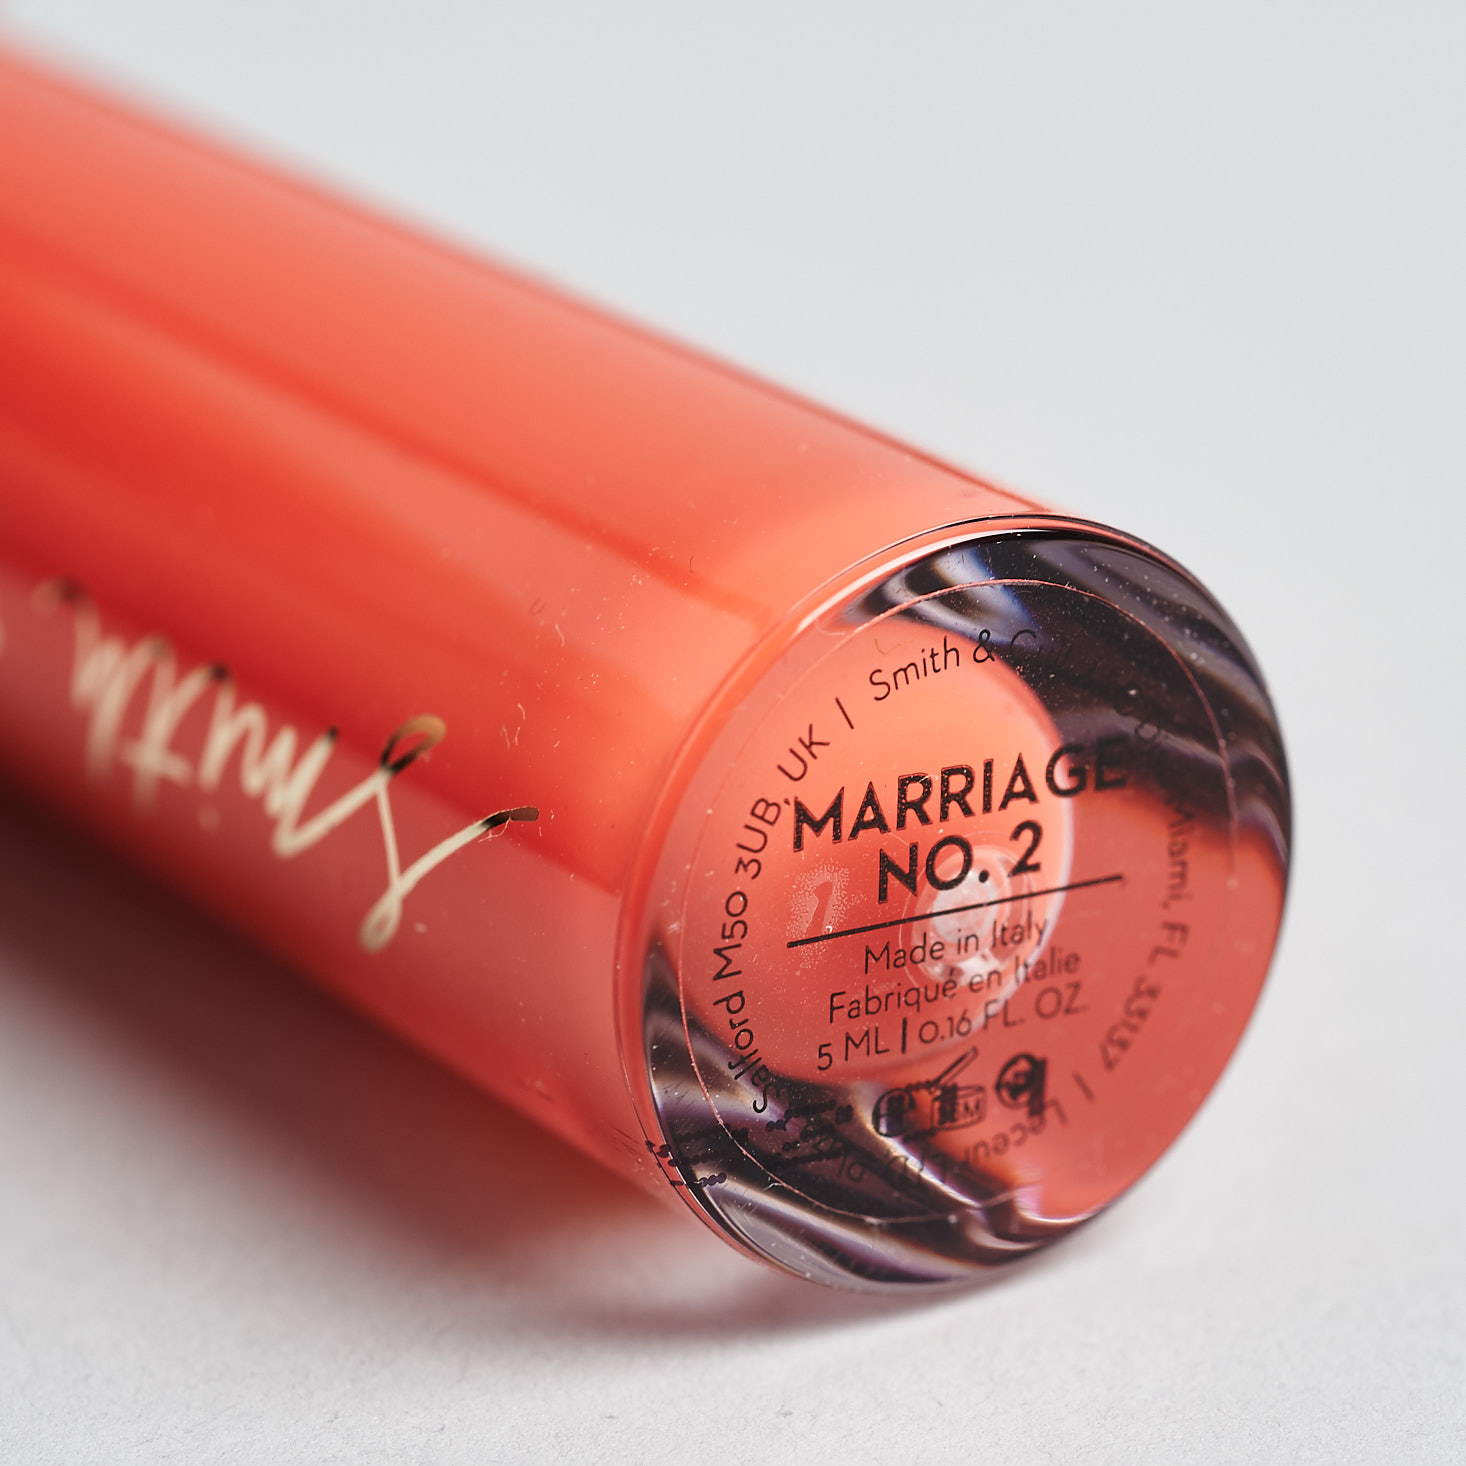 Smith
MARRIAGE
NO. 2
Made in Italy
Fabriqué en Italie
5 ML | 0.16 FL. OZ.
Salford M50 3UB, UK | Smith & Miami, FL 33137 |